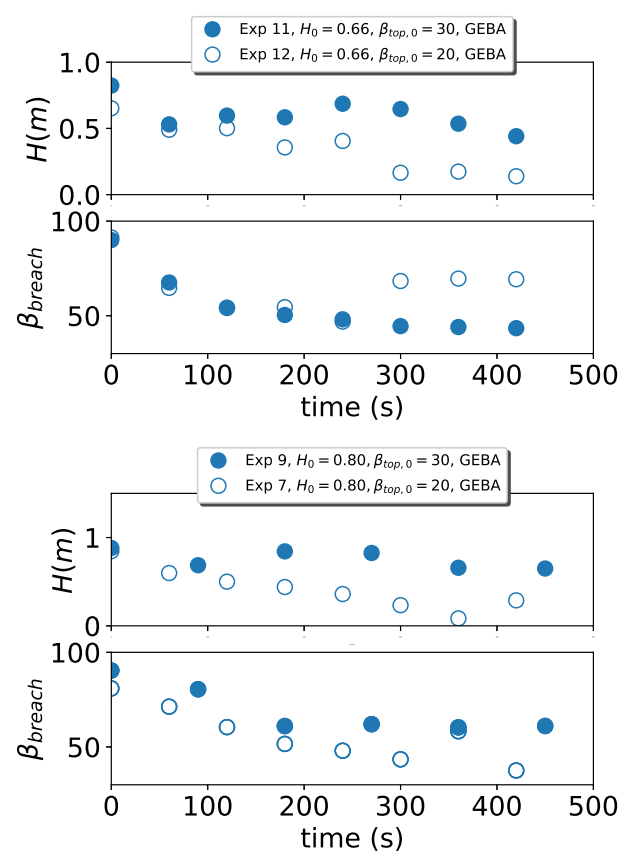 Exp 11, H₀ = 0.66, β_top,0 = 30, GEBA
Exp 12, H₀ = 0.66, β_top,0 = 20, GEBA
1.0
0.5
0.0
H(m)
100
50
β_breach
0 100 200 300 400 500
time (s)
Exp 9, H₀ = 0.80, β_top,0 = 30, GEBA
Exp 7, H₀ = 0.80, β_top,0 = 20, GEBA
1
0
H(m)
100
50
β_breach
0 100 200 300 400 500
time (s)